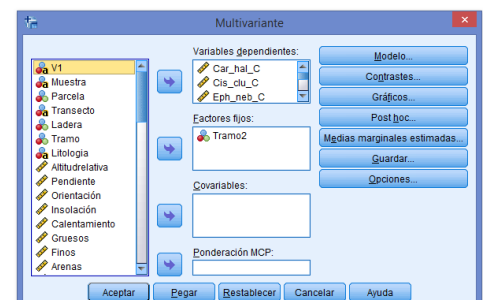 Multivariante
V1
Muestra
Parcela
Transecto
Ladera
Tramo
Litologia
Altitudrelativa
Pendiente
Orientación
Insolación
Calentamiento
Gruesos
Finos
Arenas
Variables dependientes:
Car_hal_C
Cis_clu_C
Eph_neb_C
Factores fijos:
Tramo2
Covariables:
Ponderación MCP:
Modelo...
Contrastes...
Gráficos...
Post hoc...
Medias marginales estimadas...
Guardar...
Opciones...
Aceptar Pegar Restablecer Cancelar Ayuda